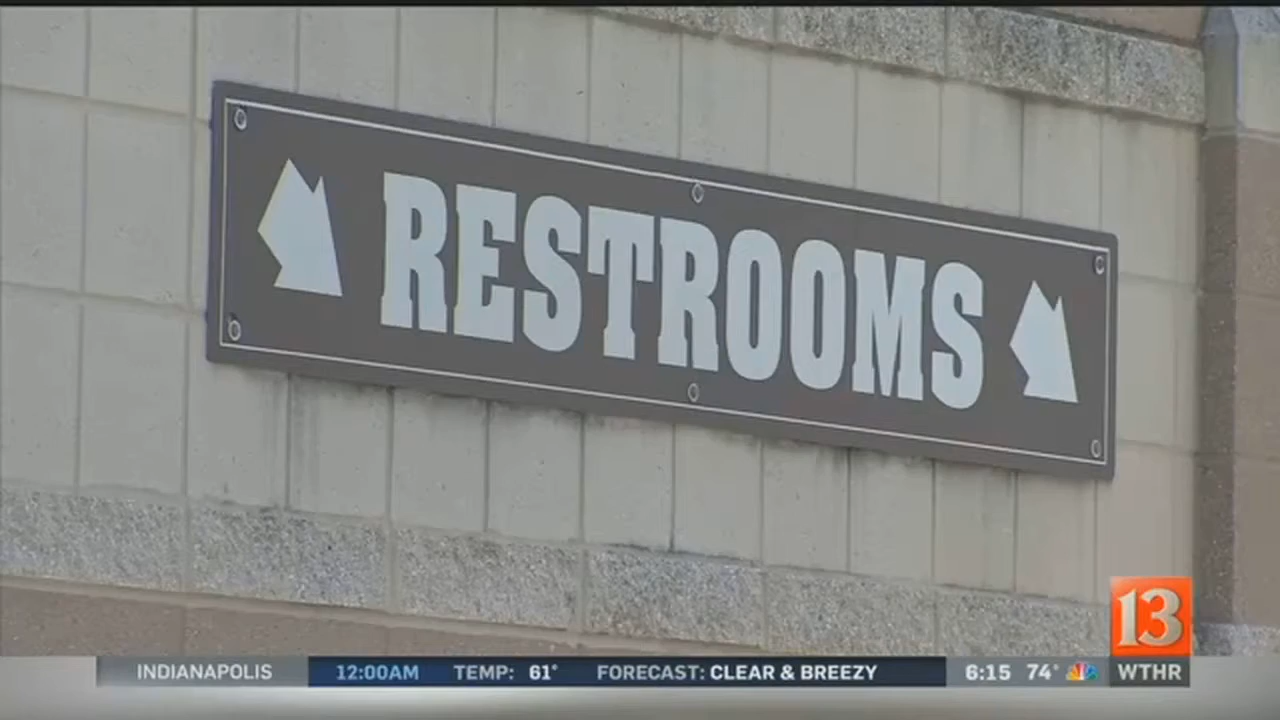 RESTROOMS
13
INDIANAPOLIS 12:00AM TEMP: 61° FORECAST: CLEAR & BREEZY 6:15 74° WTHR